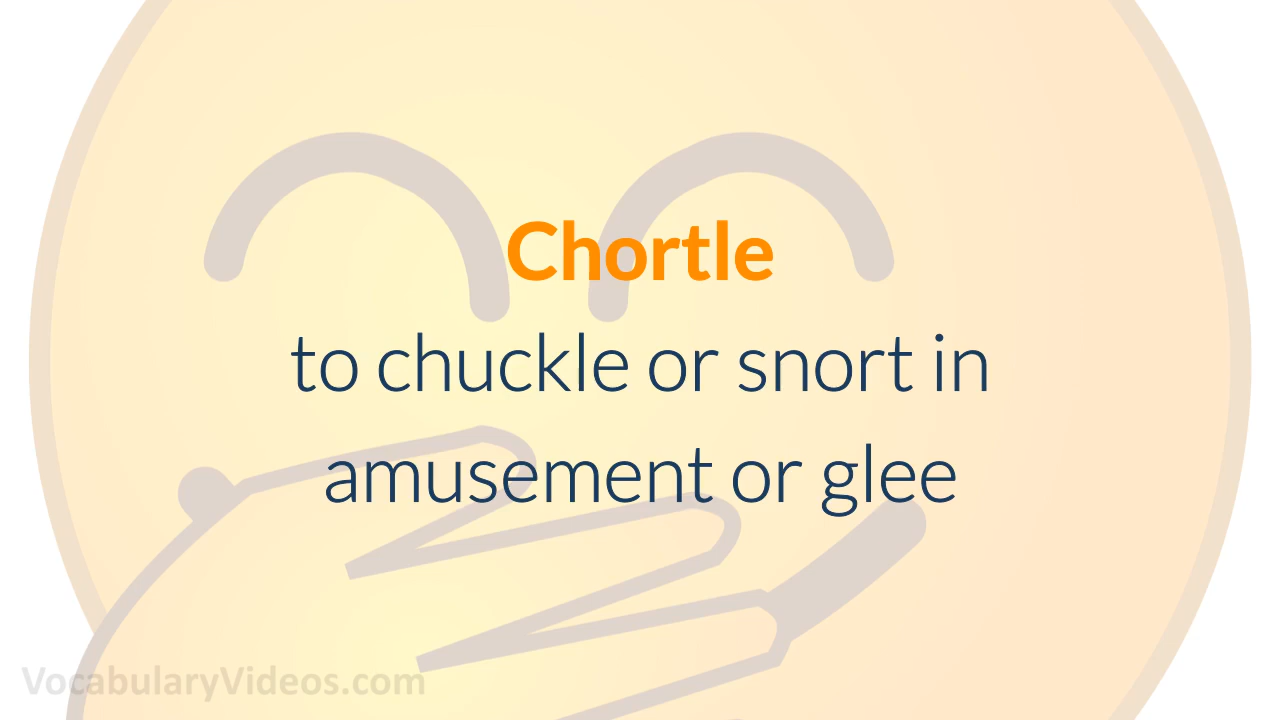 Chortle
to chuckle or snort in
amusement or glee
VocabularyVideos.com